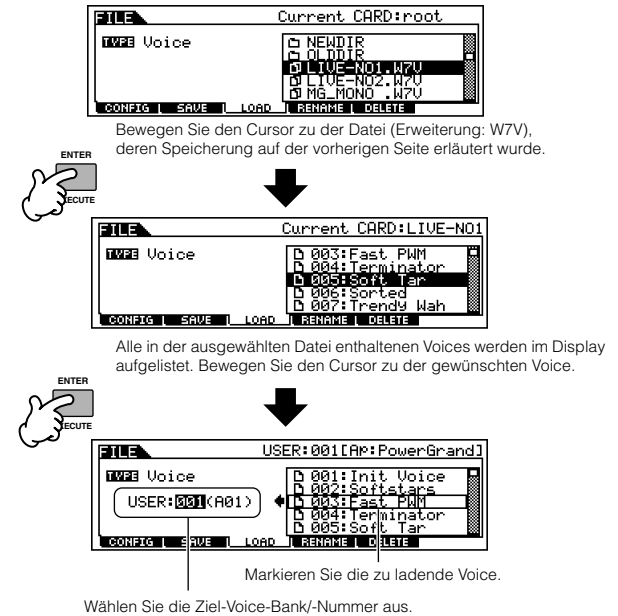 FILE Current CARD:root
TYPE Voice
NEWDIR
OLDDIR
LIVE-NO1.W7V
LIVE-NO2.W7V
MG_MONO .W7V
CONFIG SAVE LOAD RENAME DELETE
Bewegen Sie den Cursor zu der Datei (Erweiterung: W7V),
deren Speicherung auf der vorherigen Seite erläutert wurde.
ENTER
ECUTE
FILE Current CARD:LIVE-NO1
TYPE Voice
003:Fast PWM
004:Terminator
005:Soft Tar
006:Sorted
007:Trendy Wah
CONFIG SAVE LOAD RENAME DELETE
Alle in der ausgewählten Datei enthaltenen Voices werden im Display
aufgelistet. Bewegen Sie den Cursor zu der gewünschten Voice.
ENTER
ECUTE
FILE USER:001[AP:PowerGrand]
TYPE Voice
USER:001(A01)
001:Init Voice
002:Softstars
003:Fast PWM
004:Terminator
005:Soft Tar
CONFIG SAVE LOAD RENAME DELETE
Markieren Sie die zu ladende Voice.
Wählen Sie die Ziel-Voice-Bank/-Nummer aus.